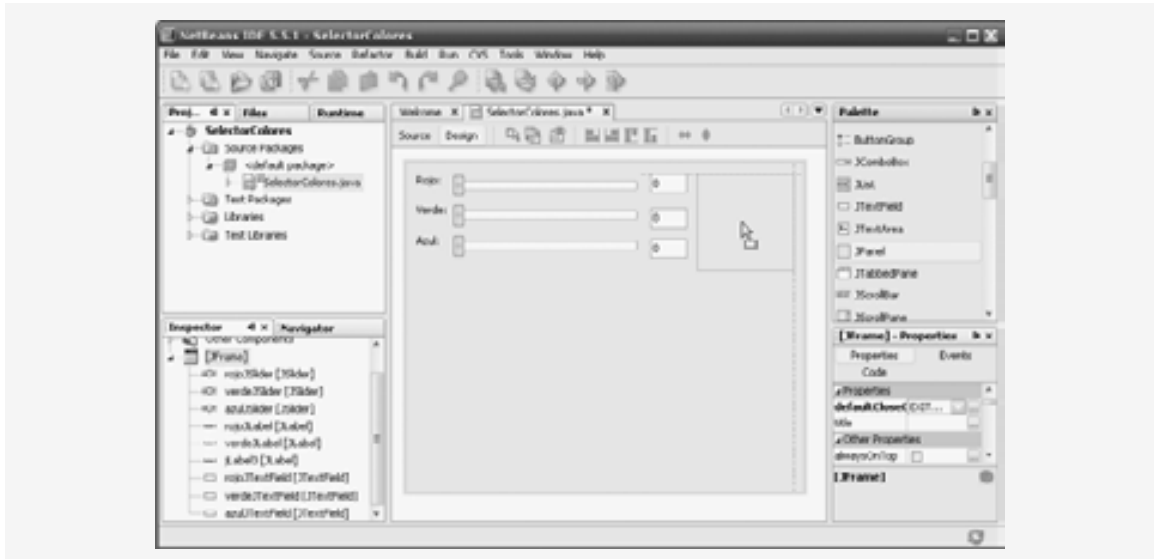 NetBeans IDE 5.5.1 - SelectorColores
File Edit View Navigate Source Refactor Build Run CVS Tools Window Help
Proj... Files Runtime
SelectorColores
Source Packages
<default package>
SelectorColores.java
Test Packages
Libraries
Test Libraries
Inspector Navigator
Other Components
[JFrame]
rojoJSlider [JSlider]
verdeJSlider [JSlider]
azulJSlider [JSlider]
rojoJLabel [JLabel]
verdeJLabel [JLabel]
jLabel3 [JLabel]
rojoJTextField [JTextField]
verdeJTextField [JTextField]
azulJTextField [JTextField]
Welcome X SelectorColores.java * X
Source Design
Rojo: 0
Verde: 0
Azul: 0
Palette
ButtonGroup
JComboBox
JList
JTextField
JTextArea
JPanel
JTabbedPane
JScrollBar
JScrollPane
[JFrame] - Properties
Properties Events
Code
Properties
defaultClose EXIT...
title
Other Properties
alwaysOnTop
[JFrame]